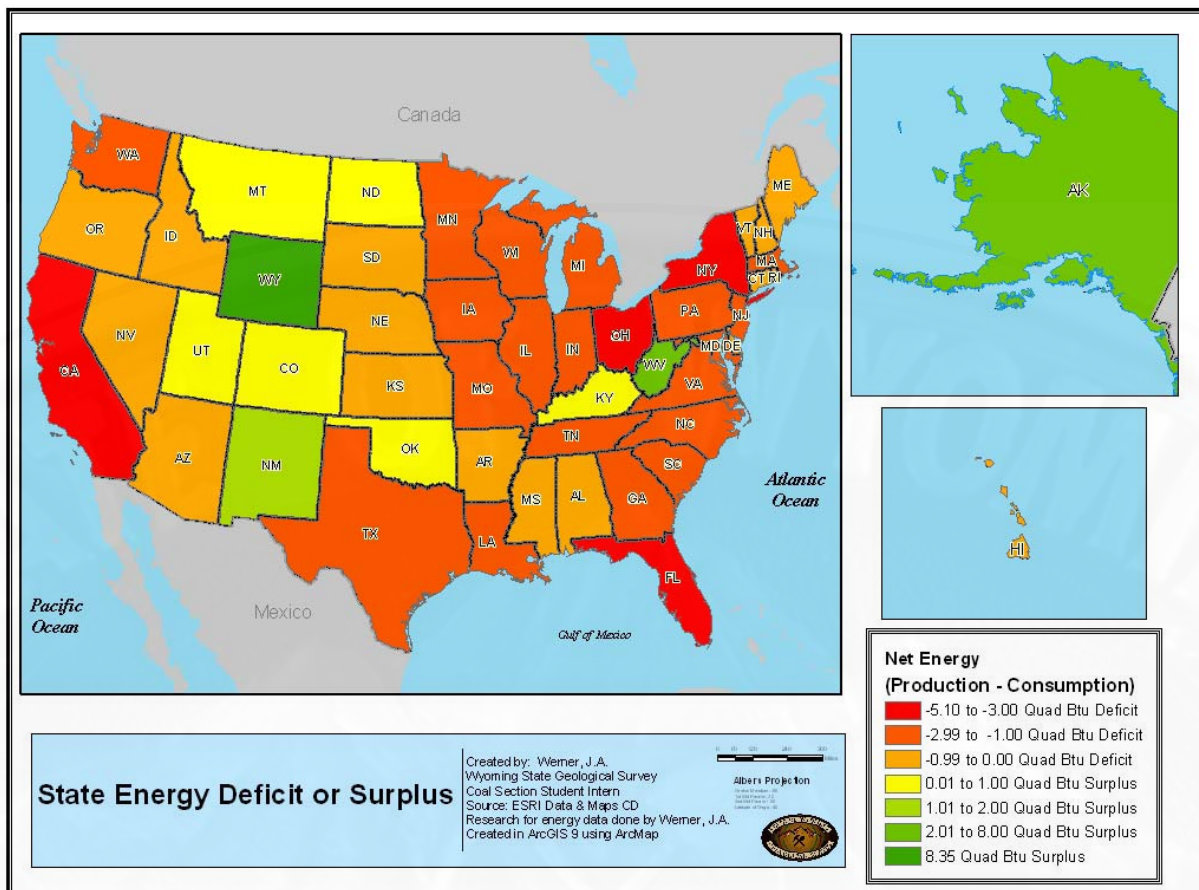 Canada
WA
MT
ND
MN
ME
OR
ID
SD
WI
MI
VT
NH
NY
MA
CT RI
WY
IA
NE
PA
NJ
NV
UT
CO
IL
IN
OH
MD
DE
WV
KS
MO
KY
VA
CA
AZ
NM
OK
AR
TN
NC
SC
MS
AL
GA
TX
LA
FL
Atlantic
Ocean
Pacific
Ocean
Mexico
Gulf of Mexico
AK
HI
Net Energy
(Production - Consumption)
-5.10 to -3.00 Quad Btu Deficit
-2.99 to -1.00 Quad Btu Deficit
-0.99 to 0.00 Quad Btu Deficit
0.01 to 1.00 Quad Btu Surplus
1.01 to 2.00 Quad Btu Surplus
2.01 to 8.00 Quad Btu Surplus
8.35 Quad Btu Surplus
State Energy Deficit or Surplus
Created by: Werner, J.A.
Wyoming State Geological Survey
Coal Section Student Intern
Source: ESRI Data & Maps CD
Research for energy data done by Werner, J.A.
Created in ArcGIS 9 using ArcMap
Albers Projection